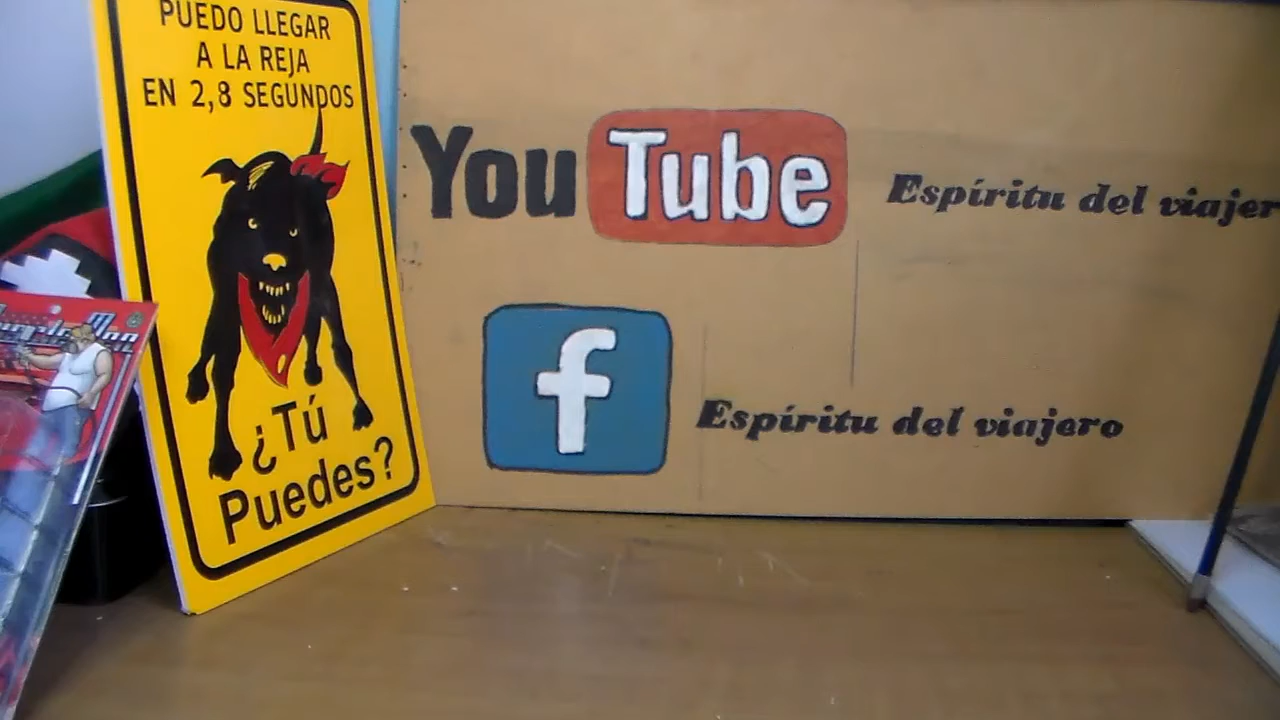 PUEDO LLEGAR
A LA REJA
EN 2,8 SEGUNDOS
¿Tú
Puedes?
YouTube
Espíritu del viajer
f
Espíritu del viajero